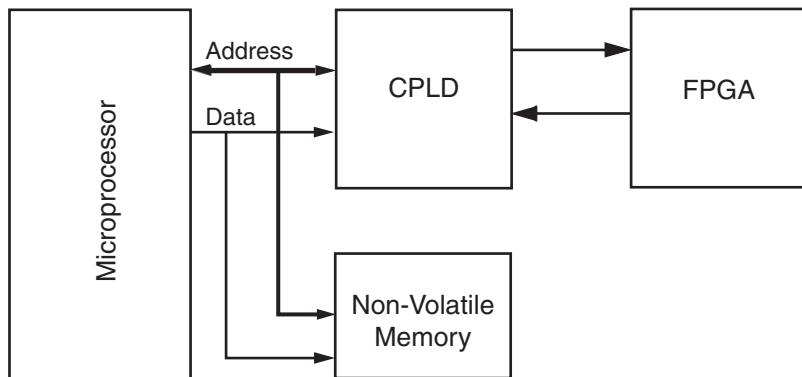 Microprocessor
Address
Data
CPLD
FPGA
Non-Volatile
Memory